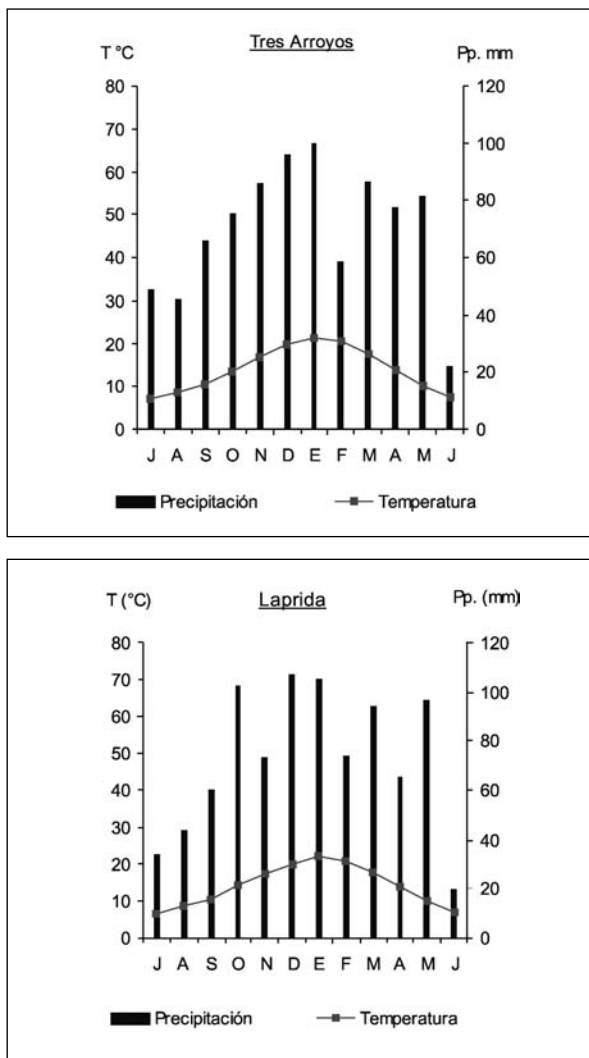 Tres Arroyos
T °C
Pp. mm
80
70
60
50
40
30
20
10
0
120
100
80
60
40
20
0
J A S O N D E F M A M J
Precipitación
Temperatura
T (°C)
Laprida
Pp. (mm)
80
70
60
50
40
30
20
10
0
120
100
80
60
40
20
0
J A S O N D E F M A M J
Precipitación
Temperatura